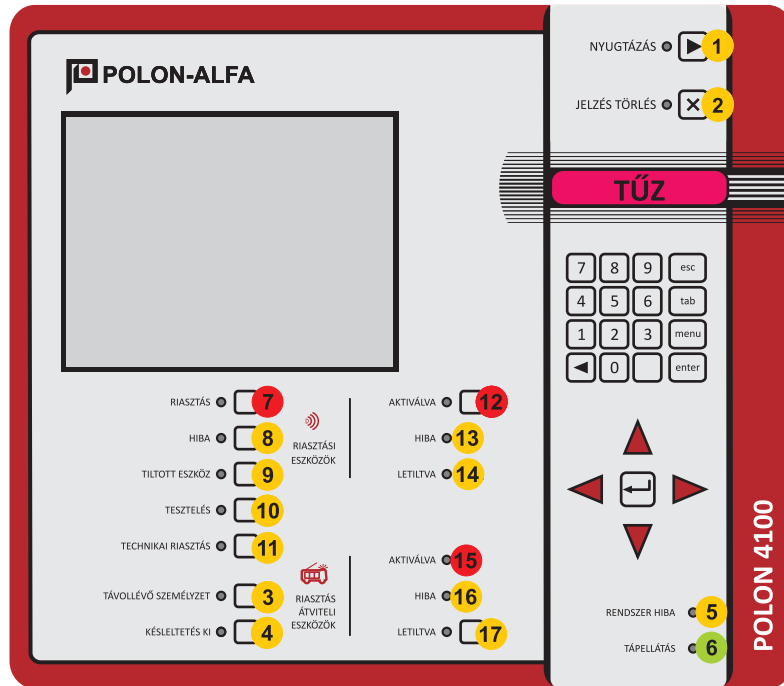 POLON-ALFA
NYUGTÁZÁS 1
JELZÉS TÖRLÉS 2
TŰZ
7 8 9 esc
4 5 6 tab
1 2 3 menu
0 enter
RIASZTÁS 7
HIBA 8
TILTOTT ESZKÖZ 9
TESZTELÉS 10
TECHNIKAI RIASZTÁS 11
TÁVOLLÉVŐ SZEMÉLYZET 3
KÉSLELTETÉS KI 4
RIASZTÁSI
ESZKÖZÖK
AKTIVÁLVA 12
HIBA 13
LETILTVA 14
RIASZTÁS
ÁTVITELI
ESZKÖZÖK
AKTIVÁLVA 15
HIBA 16
LETILTVA 17
RENDSZER HIBA 5
TÁPELLÁTÁS 6
POLON 4100